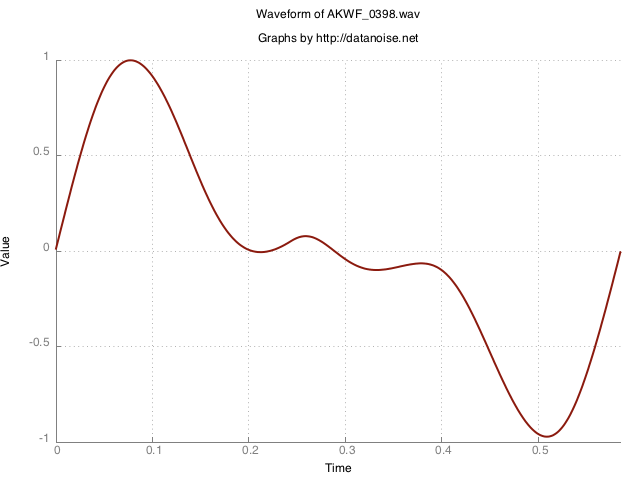 Waveform of AKWF_0398.wav
Graphs by http://datanoise.net
1
0.5
0
-0.5
-1
Value
0 0.1 0.2 0.3 0.4 0.5
Time